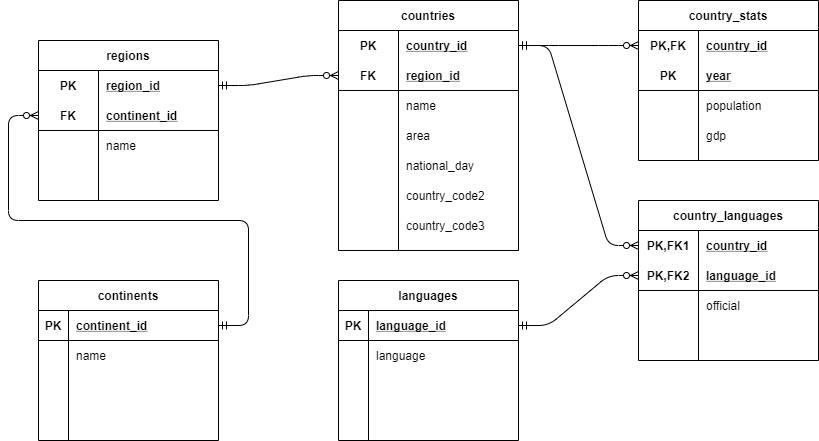 regions
PK region_id
FK continent_id
name
continents
PK continent_id
name
countries
PK country_id
FK region_id
name
area
national_day
country_code2
country_code3
languages
PK language_id
language
country_stats
PK,FK country_id
PK year
population
gdp
country_languages
PK,FK1 country_id
PK,FK2 language_id
official